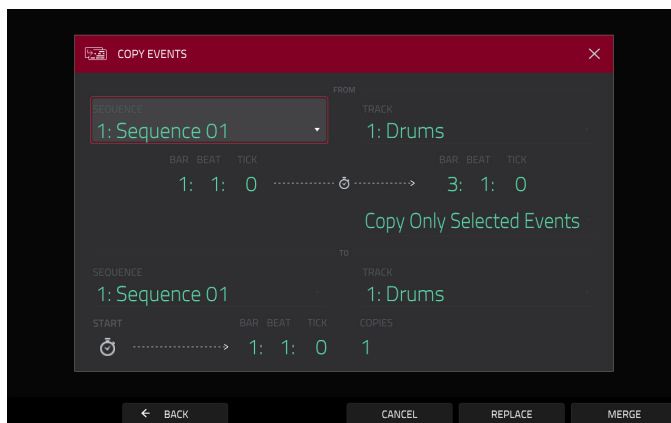 COPY EVENTS
FROM
SEQUENCE TRACK
1: Sequence 01 1: Drums
BAR BEAT TICK BAR BEAT TICK
1: 1: 0 3: 1: 0
Copy Only Selected Events
TO
SEQUENCE TRACK
1: Sequence 01 1: Drums
START BAR BEAT TICK COPIES
1: 1: 0 1
BACK CANCEL REPLACE MERGE